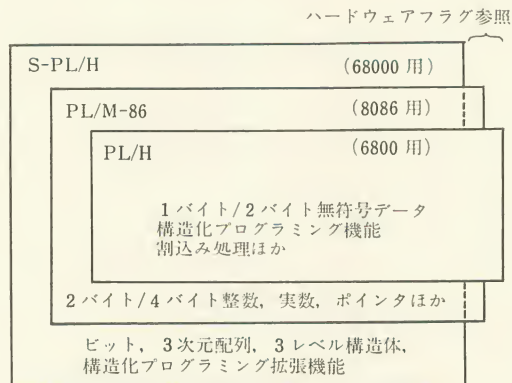 ハードウェアフラグ参照
S-PL/H (68000 用)
PL/M-86 (8086 用)
PL/H (6800 用)
1 バイト/2 バイト無符号データ
構造化プログラミング機能
割込み処理ほか
2 バイト/4 バイト整数, 実数, ポインタほか
ビット, 3 次元配列, 3 レベル構造体,
構造化プログラミング拡張機能